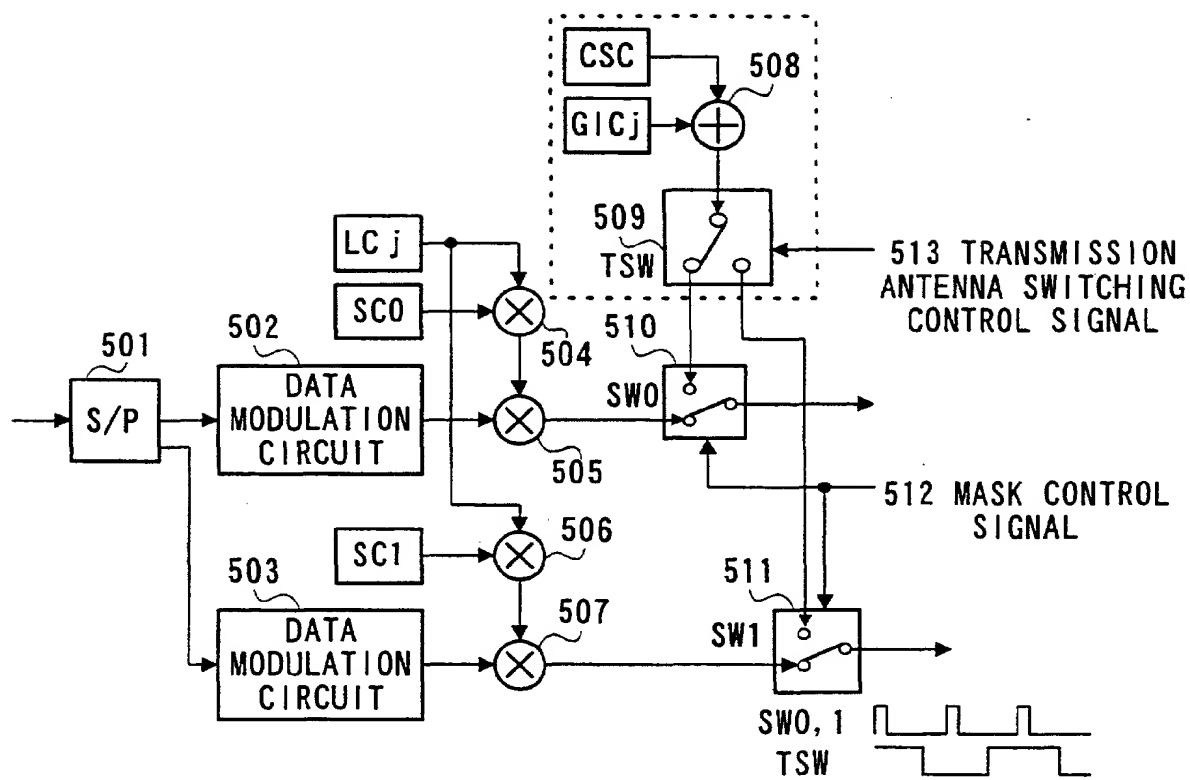 CSC
508
GICj
509
TSW
513 TRANSMISSION
ANTENNA SWITCHING
CONTROL SIGNAL
LCj
SC0
504
510
501
502
S/P
DATA
MODULATION
CIRCUIT
505
SW0
512 MASK CONTROL
SIGNAL
SC1
506
503
DATA
MODULATION
CIRCUIT
507
511
SW1
SW0, 1
TSW